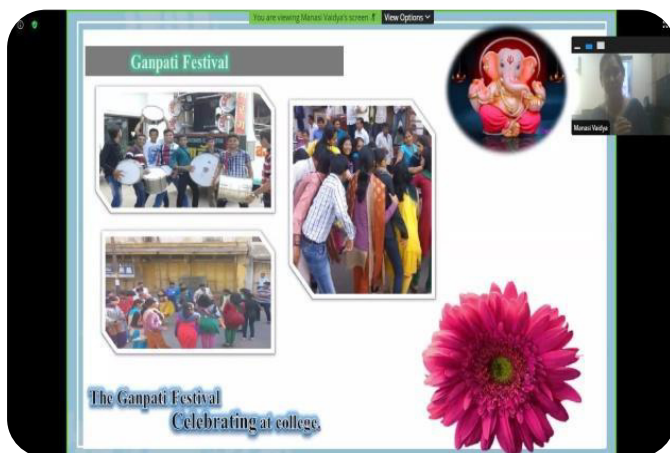 You are viewing Manasi Vaidya's screen
View Options
Ganpati Festival
Manasi Vaidya
The Ganpati Festival
Celebrating at college.